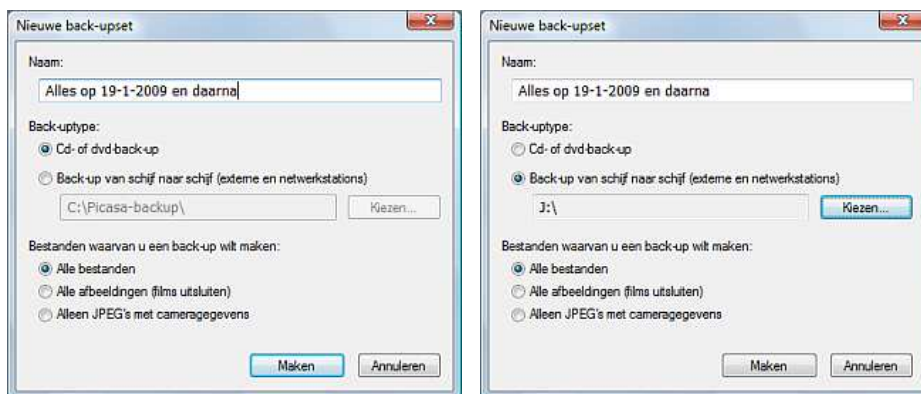 Nieuwe back-upset
Naam:
Alles op 19-1-2009 en daarna
Back-uptype:
Cd- of dvd-back-up
Back-up van schijf naar schijf (externe en netwerkstations)
C:\Picasa-backup\ Kiezen...
Bestanden waarvan u een back-up wilt maken:
Alle bestanden
Alle afbeeldingen (films uitsluiten)
Alleen JPEG's met cameragegevens
Maken Annuleren
Nieuwe back-upset
Naam:
Alles op 19-1-2009 en daarna
Back-uptype:
Cd- of dvd-back-up
Back-up van schijf naar schijf (externe en netwerkstations)
J:\ Kiezen...
Bestanden waarvan u een back-up wilt maken:
Alle bestanden
Alle afbeeldingen (films uitsluiten)
Alleen JPEG's met cameragegevens
Maken Annuleren